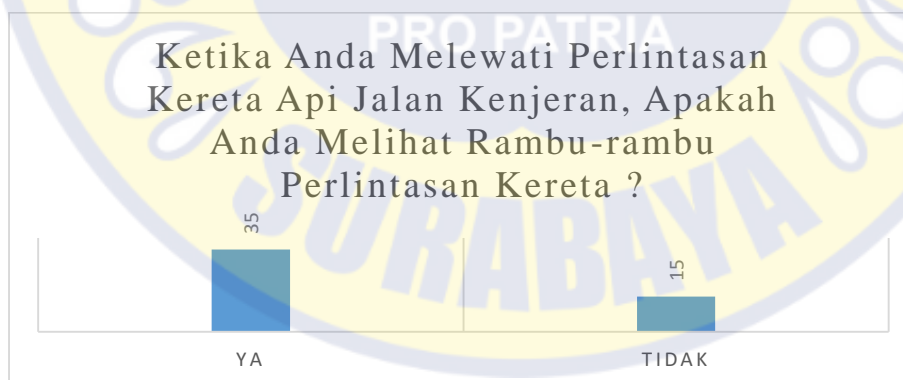 PRO PATRIA
Ketika Anda Melewati Perlintasan
Kereta Api Jalan Kenjeran, Apakah
Anda Melihat Rambu-rambu
Perlintasan Kereta ?
SURABAYA
35
15
YA
TIDAK